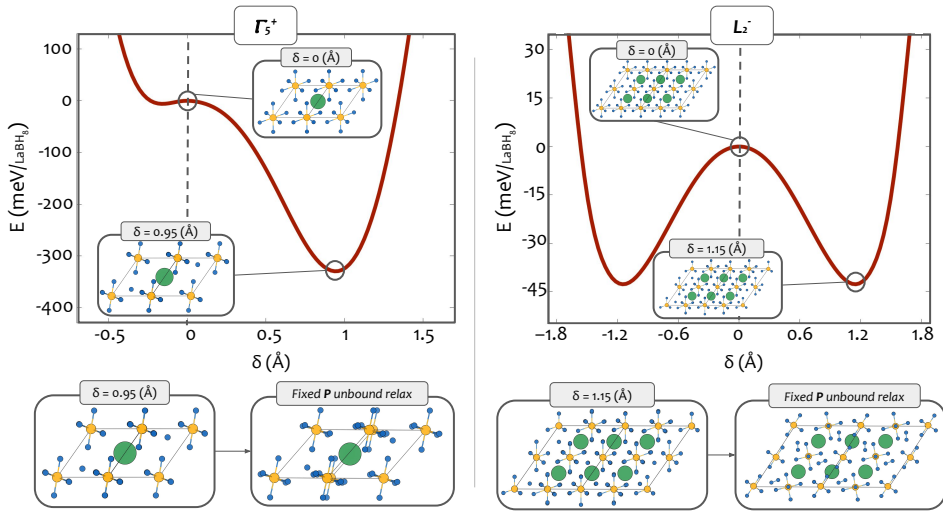 Γ₅⁺
E (meV/LaBH₈)
100
0
-100
-200
-300
-400
δ = 0 (Å)
δ = 0.95 (Å)
-0.5
0
0.5
1
1.5
δ (Å)
L₂⁻
E (meV/LaBH₈)
30
15
0
-15
-30
-45
δ = 0 (Å)
δ = 1.15 (Å)
−1.8
-1.2
-0.6
0
0.6
1.2
1.8
δ (Å)
δ = 0.95 (Å)
Fixed P unbound relax
δ = 1.15 (Å)
Fixed P unbound relax